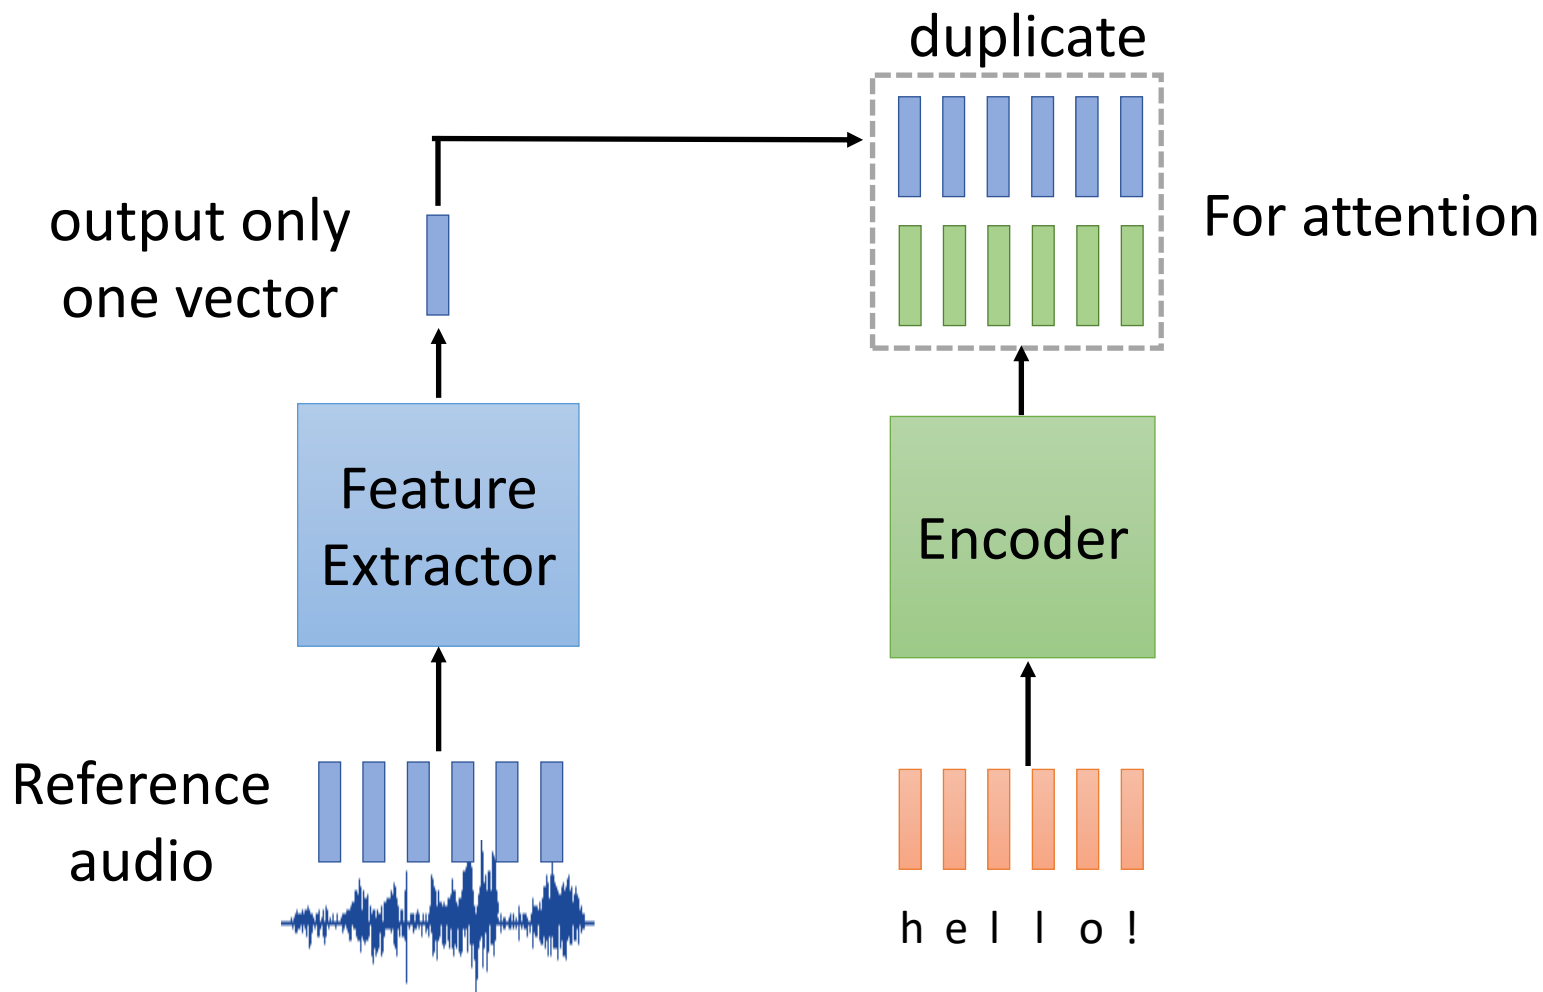 duplicate
output only
one vector
For attention
Feature
Extractor
Encoder
Reference
audio
h e l l o !